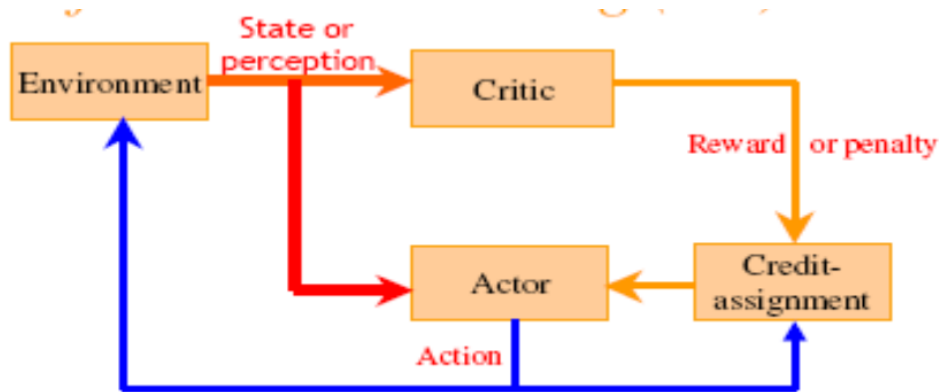 State or
perception
Environment
Critic
Reward or penalty
Actor
Credit-
assignment
Action